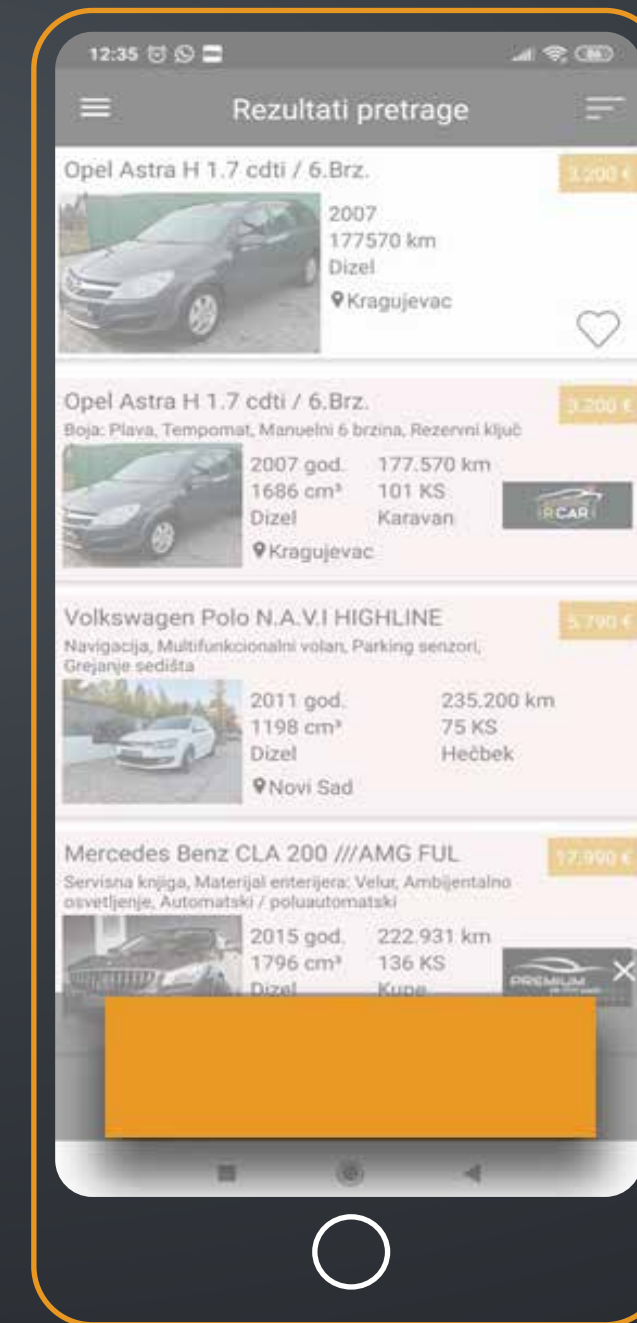 12:35
86
Rezultati pretrage
Opel Astra H 1.7 cdti / 6.Brz.
3.200 €
2007
177570 km
Dizel
Kragujevac
Opel Astra H 1.7 cdti / 6.Brz.
3.200 €
Boja: Plava, Tempomat, Manuelni 6 brzina, Rezervni ključ
2007 god. 177.570 km
1686 cm³ 101 KS
Dizel Karavan
CAR
Kragujevac
Volkswagen Polo N.A.V.I HIGHLINE
5.790 €
Navigacija, Multifunkcionalni volan, Parking senzori,
Grejanje sedišta
2011 god. 235.200 km
1198 cm³ 75 KS
Dizel Hečbek
Novi Sad
Mercedes Benz CLA 200 ///AMG FUL
17.990 €
Servisna knjiga, Materijal enterijera: Velur, Ambijentalno
osvetljenje, Automatski / poluautomatski
2015 god. 222.931 km
1796 cm³ 136 KS
PREMIUM
Dizel Kupe